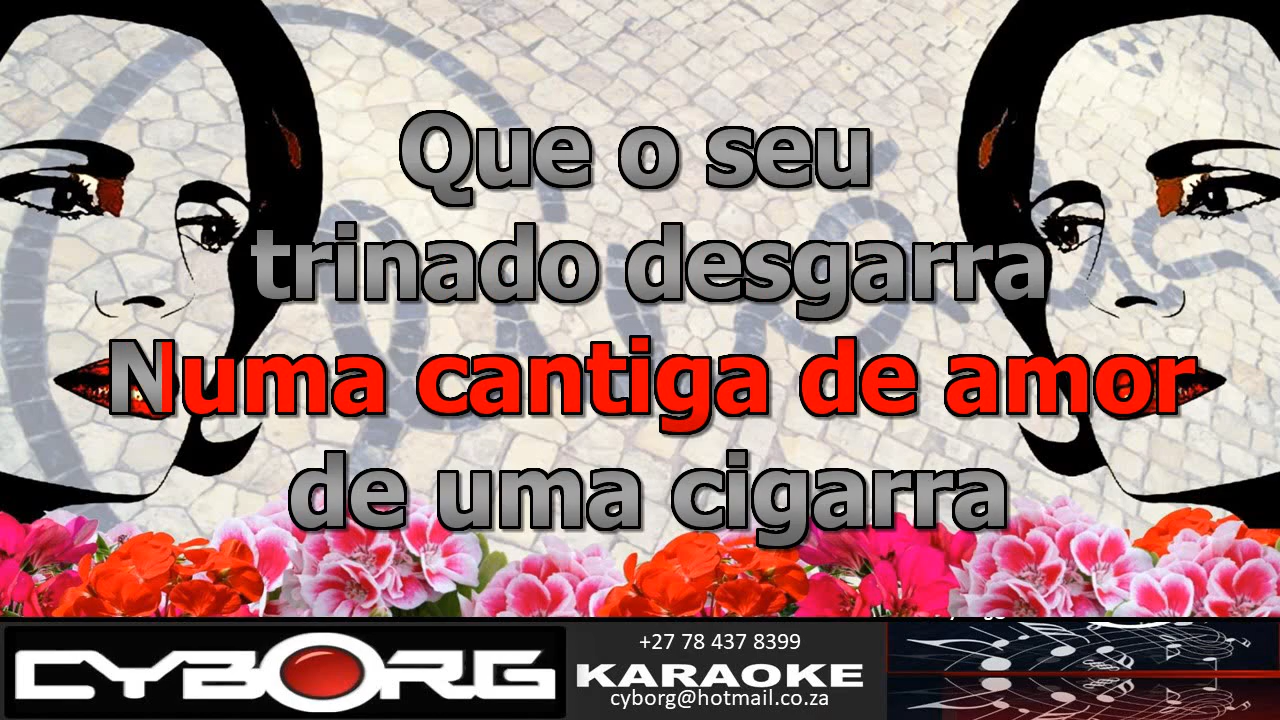 Que o seu
trinado desgarra
Numa cantiga de amor
de uma cigarra
CYBORG
+27 78 437 8399
KARAOKE
cyborg@hotmail.co.za